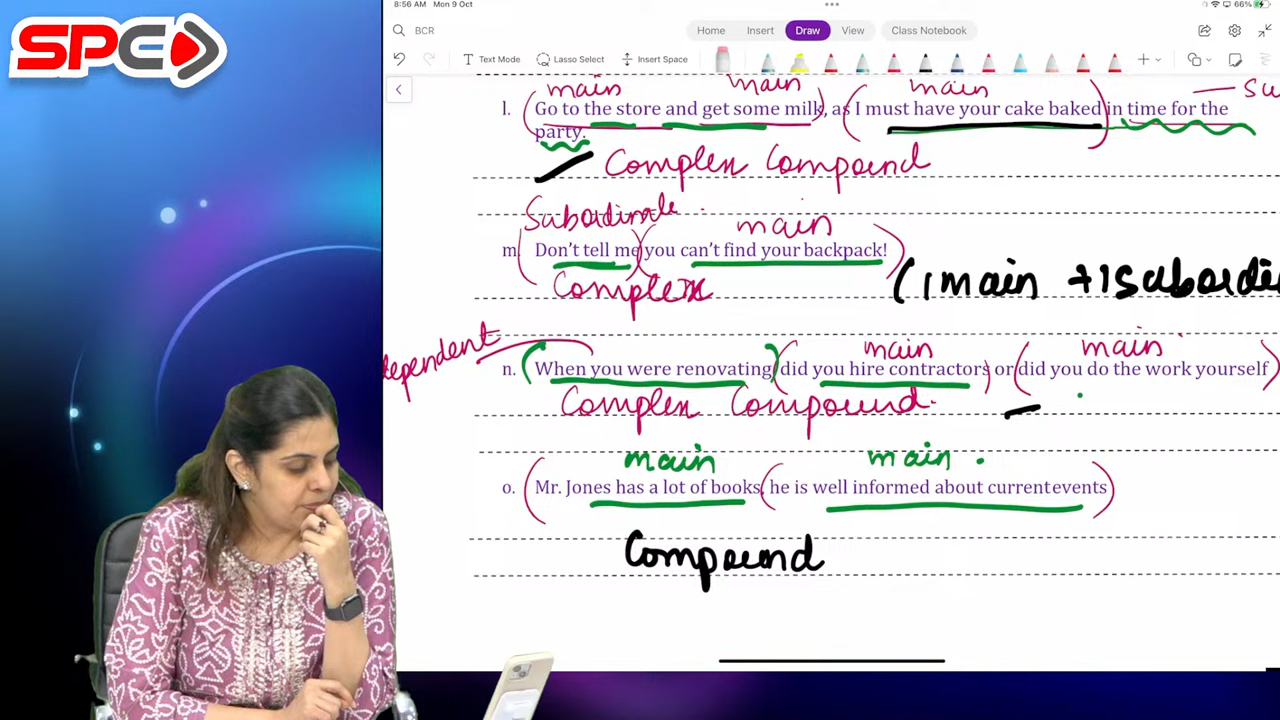 8:56 AM Mon 9 Oct
66%
SPE
BCR
Home Insert Draw View Class Notebook
Text Mode Lasso Select Insert Space
main main main
l. Go to the store and get some milk, as I must have your cake baked in time for the
party.
Complex Compound
Subordinate.
main
m. Don't tell me you can't find your backpack!
Complex
(1 main + 1 Subordi
dependent
main main
n. When you were renovating did you hire contractors or did you do the work yourself
Complex Compound.
main main.
o. Mr. Jones has a lot of books, he is well informed about current events
Compound